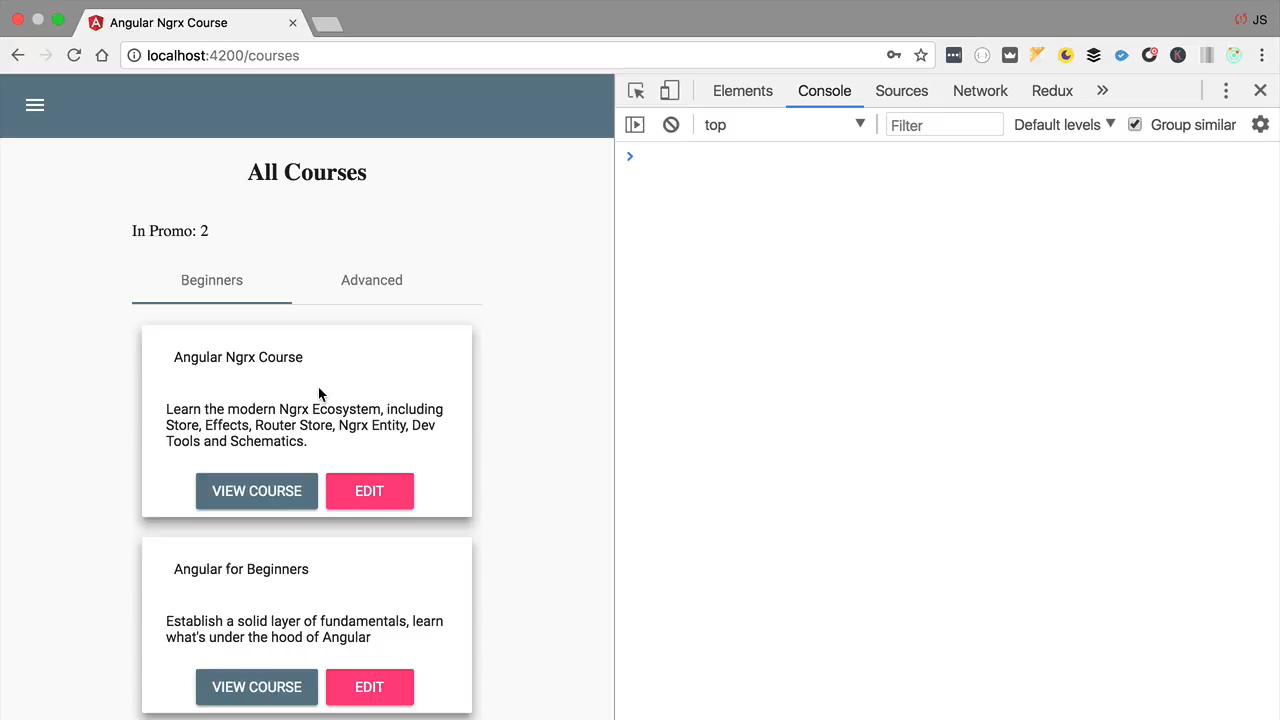 Angular Ngrx Course
JS
localhost:4200/courses
Elements Console Sources Network Redux
top Filter Default levels Group similar
All Courses
In Promo: 2
Beginners Advanced
Angular Ngrx Course
Learn the modern Ngrx Ecosystem, including
Store, Effects, Router Store, Ngrx Entity, Dev
Tools and Schematics.
VIEW COURSE EDIT
Angular for Beginners
Establish a solid layer of fundamentals, learn
what's under the hood of Angular
VIEW COURSE EDIT